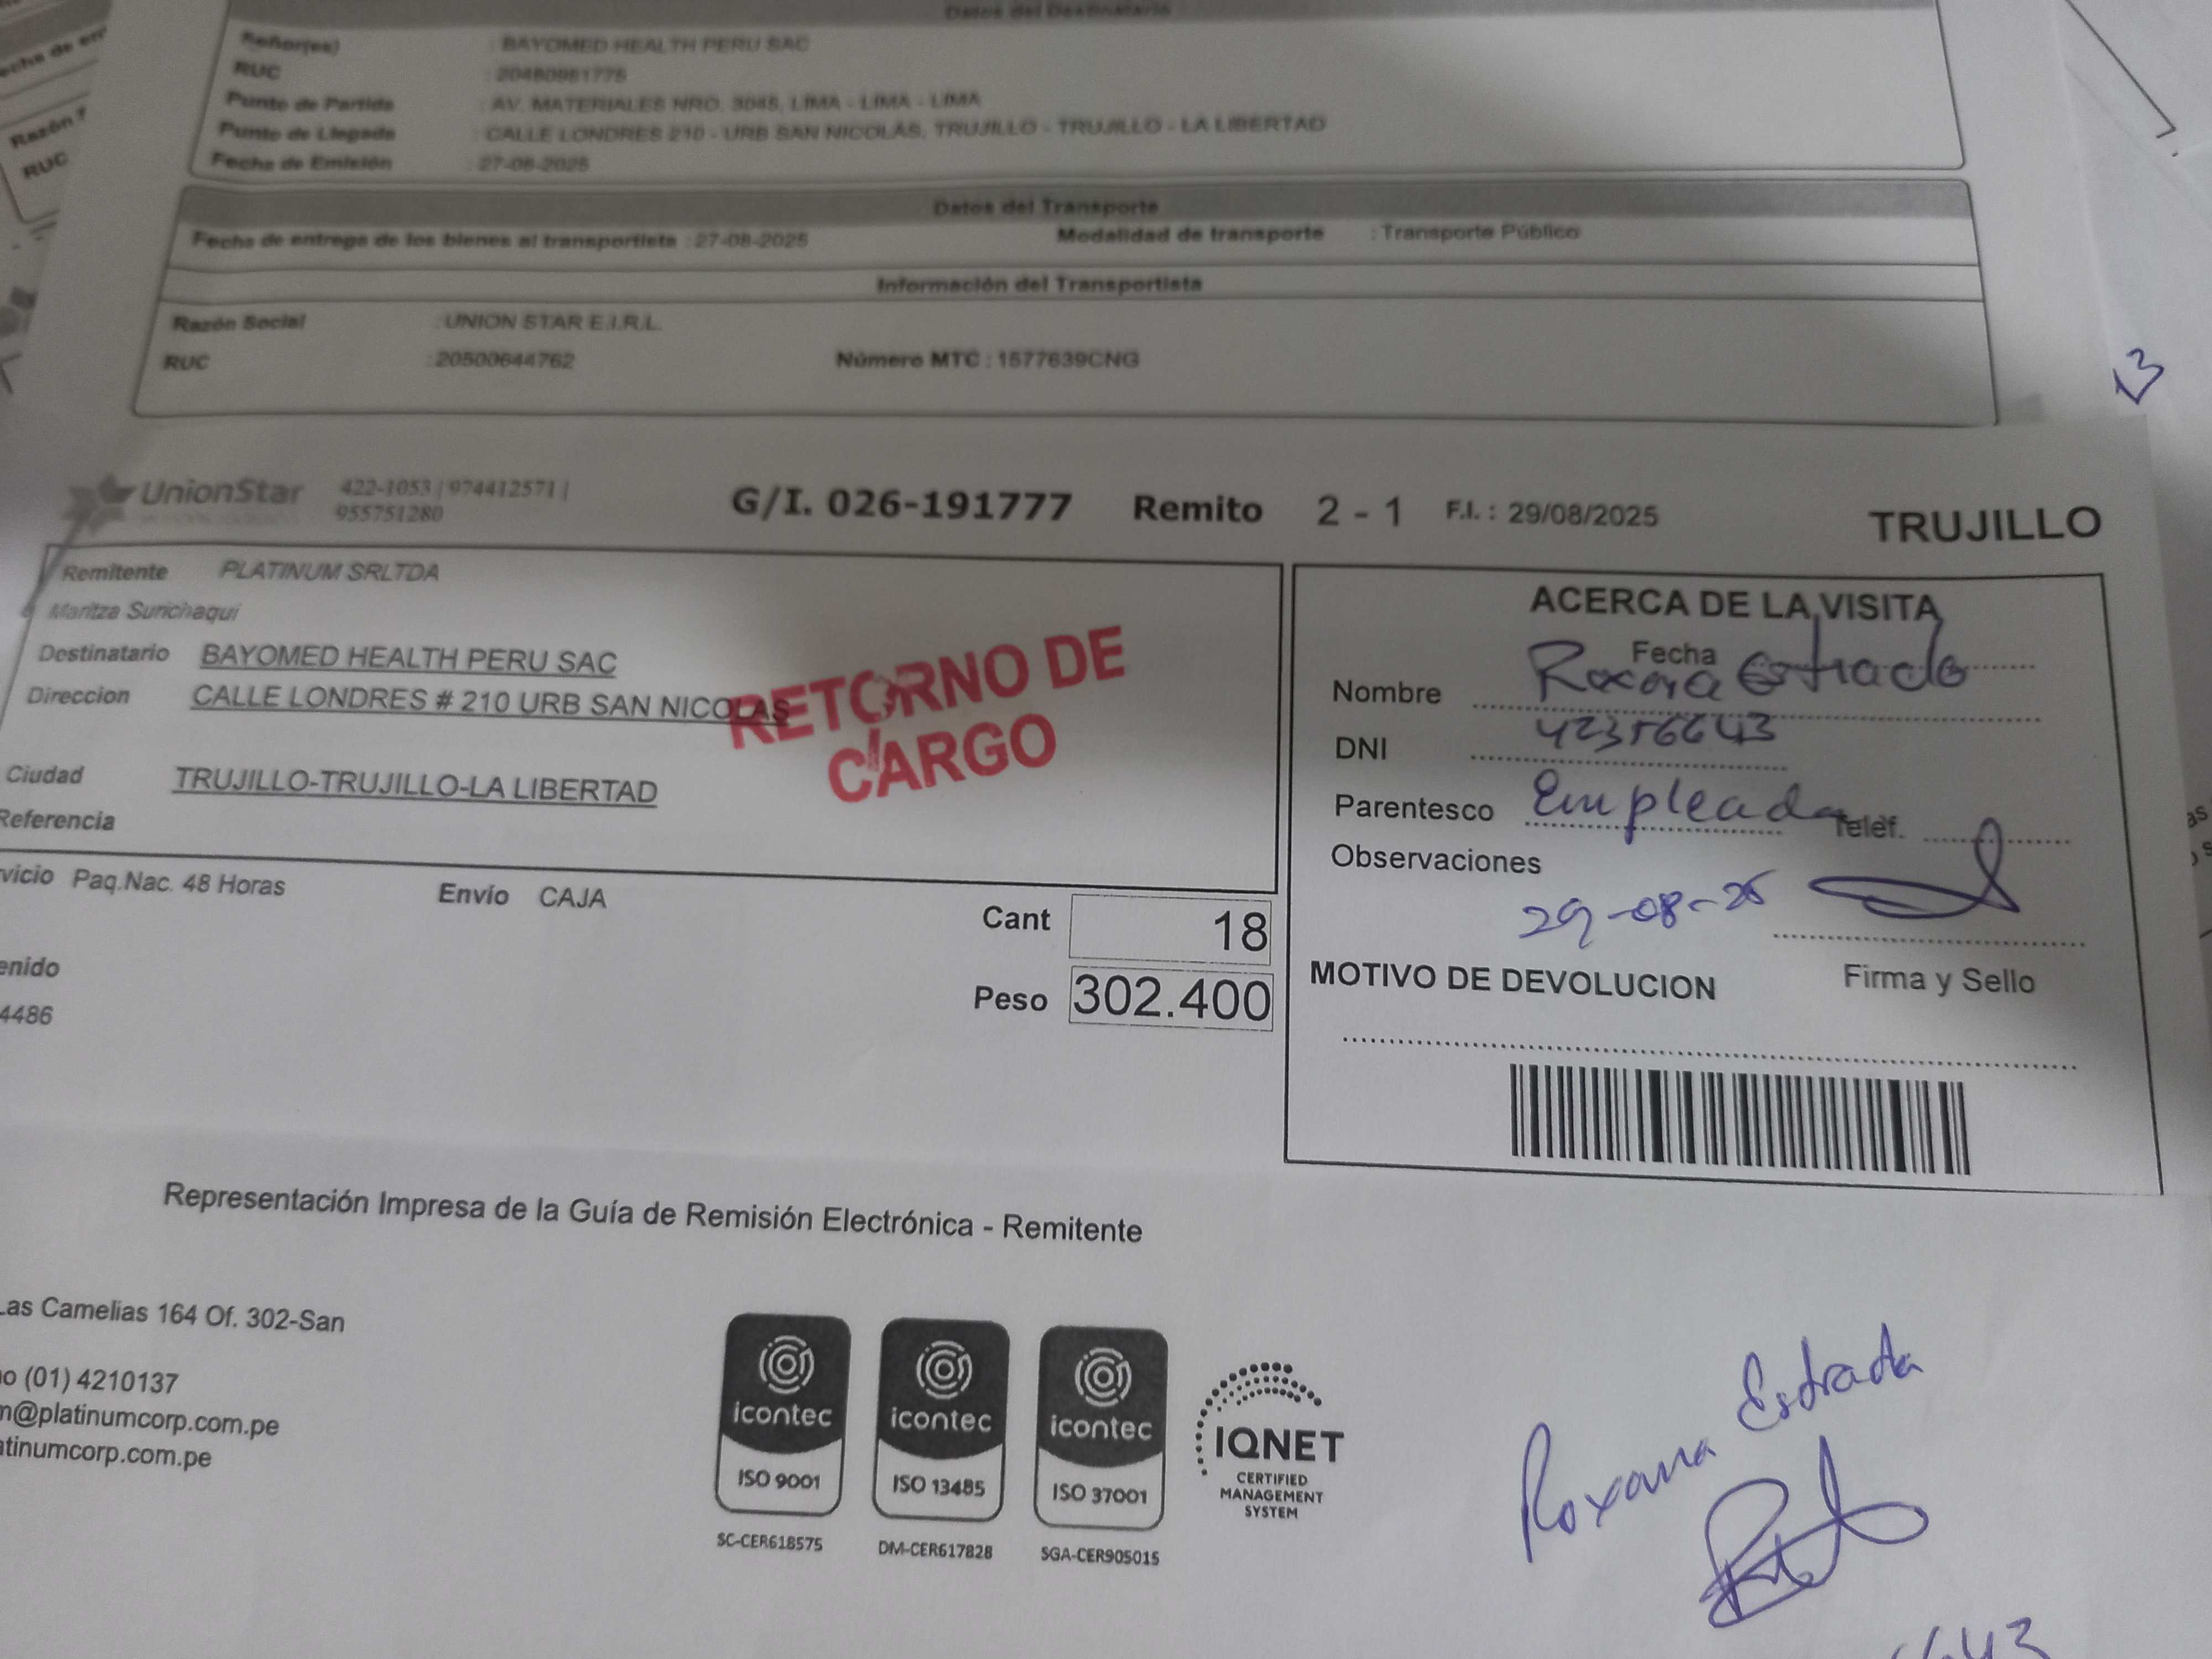 Datos del Destinatario
Señor(es) : BAYOMED HEALTH PERU SAC
RUC : 20480981775
Punto de Partida : AV. MATERIALES NRO. 3045, LIMA - LIMA - LIMA
Punto de Llegada : CALLE LONDRES 210 - URB SAN NICOLAS, TRUJILLO - TRUJILLO - LA LIBERTAD
Fecha de Emisión : 27-08-2025
Razón
RUC
Datos del Transporte
Fecha de entrega de los bienes al transportista : 27-08-2025 Modalidad de transporte : Transporte Público
Información del Transportista
Razón Social : UNION STAR E.I.R.L.
RUC : 20500644762 Número MTC : 1577639CNG
13
UnionStar 422-1053 | 974412571 |
955751280
G/I. 026-191777 Remito 2 - 1 F.I. : 29/08/2025 TRUJILLO
Remitente PLATINUM SRLTDA
Maritza Surichaqui
Destinatario BAYOMED HEALTH PERU SAC
Direccion CALLE LONDRES # 210 URB SAN NICOLAS
RETORNO DE
CARGO
Ciudad TRUJILLO-TRUJILLO-LA LIBERTAD
Referencia
vicio Paq.Nac. 48 Horas Envío CAJA
Cant 18
enido
Peso 302.400
4486
ACERCA DE LA VISITA
Fecha
Nombre Roxana Estrada
DNI 42356643
Parentesco Empleada Teléf.
Observaciones
29-08-25
MOTIVO DE DEVOLUCION Firma y Sello
Representación Impresa de la Guía de Remisión Electrónica - Remitente
Las Camelias 164 Of. 302-San
o (01) 4210137
m@platinumcorp.com.pe
atinumcorp.com.pe
icontec icontec icontec IQNET
ISO 9001 ISO 13485 ISO 37001 CERTIFIED
MANAGEMENT
SYSTEM
SC-CER618575 DM-CER617828 SGA-CER905015
Roxana Estrada
6643